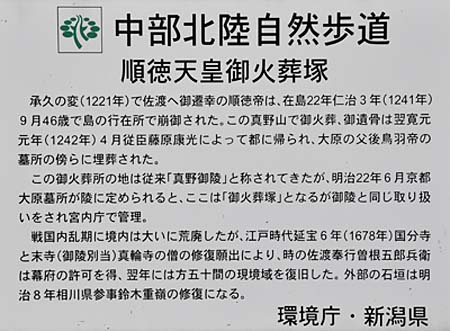 中部北陸自然歩道
順徳天皇御火葬塚
承久の変(1221年)で佐渡へ御遷幸の順徳帝は、在島22年仁治3年(1241年)
9月46歳で島の行在所で崩御された。この真野山で御火葬、御遺骨は翌寛元
元年(1242年)4月従臣藤原康光によって都に帰られ、大原の父後鳥羽帝の
墓所の傍らに埋葬された。
この御火葬所の地は従来「真野御陵」と称されてきたが、明治22年6月京都
大原墓所が陵に定められると、ここは「御火葬塚」となるが御陵と同じ取り扱
いをされ宮内庁で管理。
戦国内乱期に境内は大いに荒廃したが、江戸時代延宝6年(1678年)国分寺
と末寺(御陵別当)真輪寺の僧の修復願出により、時の佐渡奉行曽根五郎兵衛
は幕府の許可を得、翌年には方五十間の現境域を復旧した。外部の石垣は明
治8年相川県参事鈴木重嶺の修復になる。
環境庁・新潟県